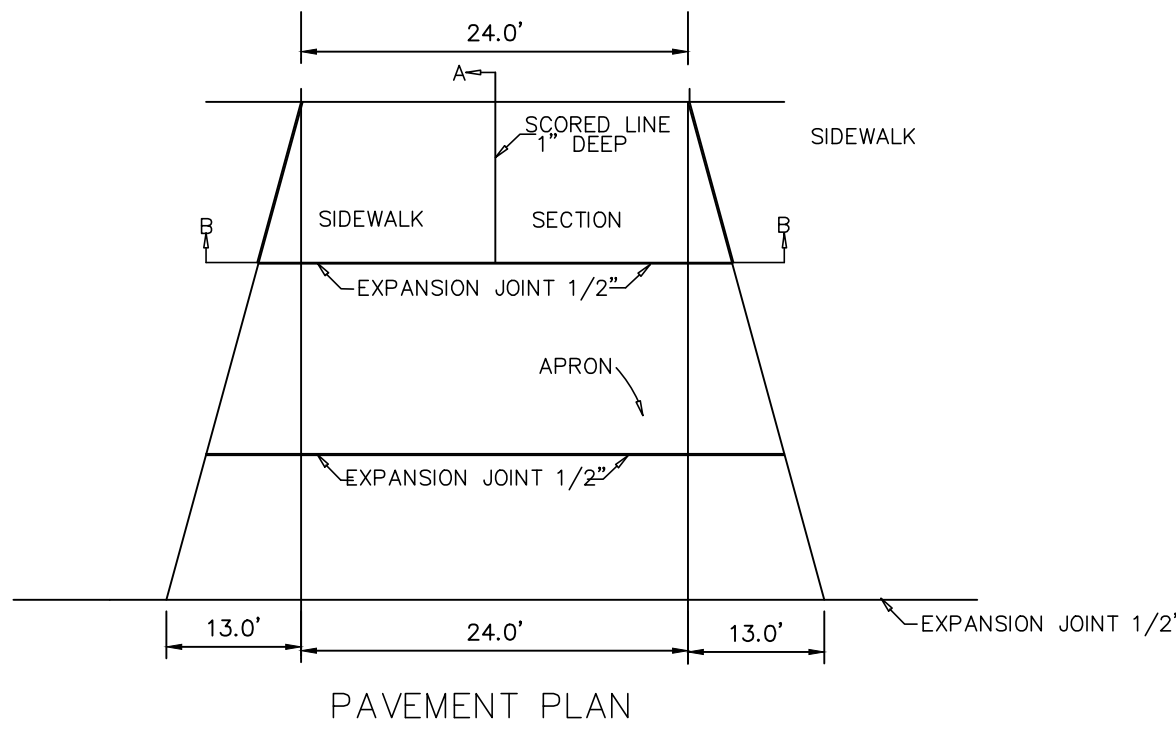 24.0'
A
SCORED LINE
1" DEEP
SIDEWALK
SIDEWALK
SECTION
B
B
EXPANSION JOINT 1/2"
APRON
EXPANSION JOINT 1/2"
EXPANSION JOINT 1/2"
13.0'
24.0'
13.0'
PAVEMENT PLAN